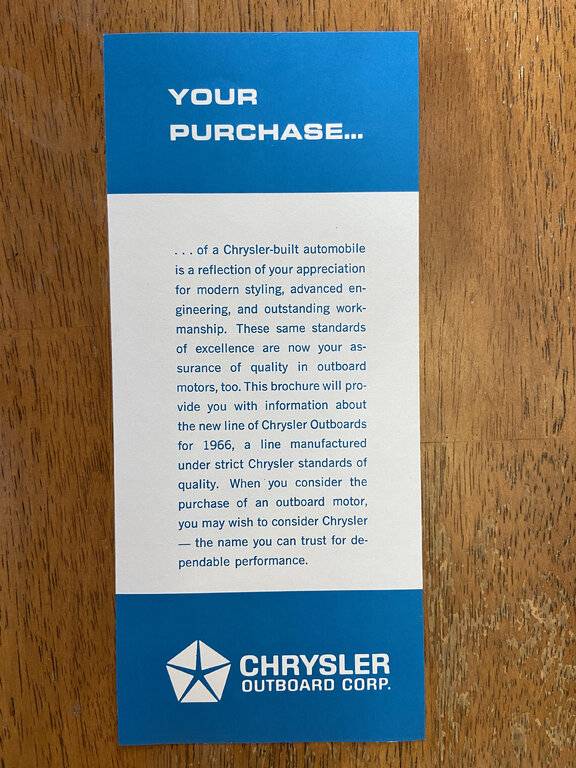 YOUR
PURCHASE...
. . . of a Chrysler-built automobile
is a reflection of your appreciation
for modern styling, advanced en-
gineering, and outstanding work-
manship. These same standards
of excellence are now your as-
surance of quality in outboard
motors, too. This brochure will pro-
vide you with information about
the new line of Chrysler Outboards
for 1966, a line manufactured
under strict Chrysler standards of
quality. When you consider the
purchase of an outboard motor,
you may wish to consider Chrysler
— the name you can trust for de-
pendable performance.
CHRYSLER
OUTBOARD CORP.